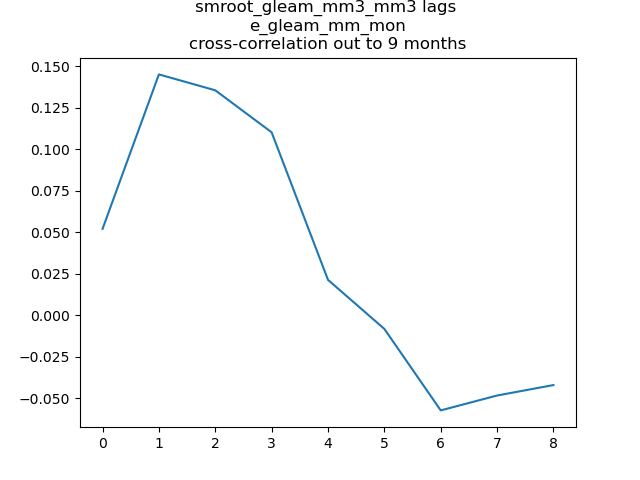 smroot_gleam_mm3_mm3 lags
e_gleam_mm_mon
cross-correlation out to 9 months
0.150
0.125
0.100
0.075
0.050
0.025
0.000
−0.025
−0.050
0 1 2 3 4 5 6 7 8